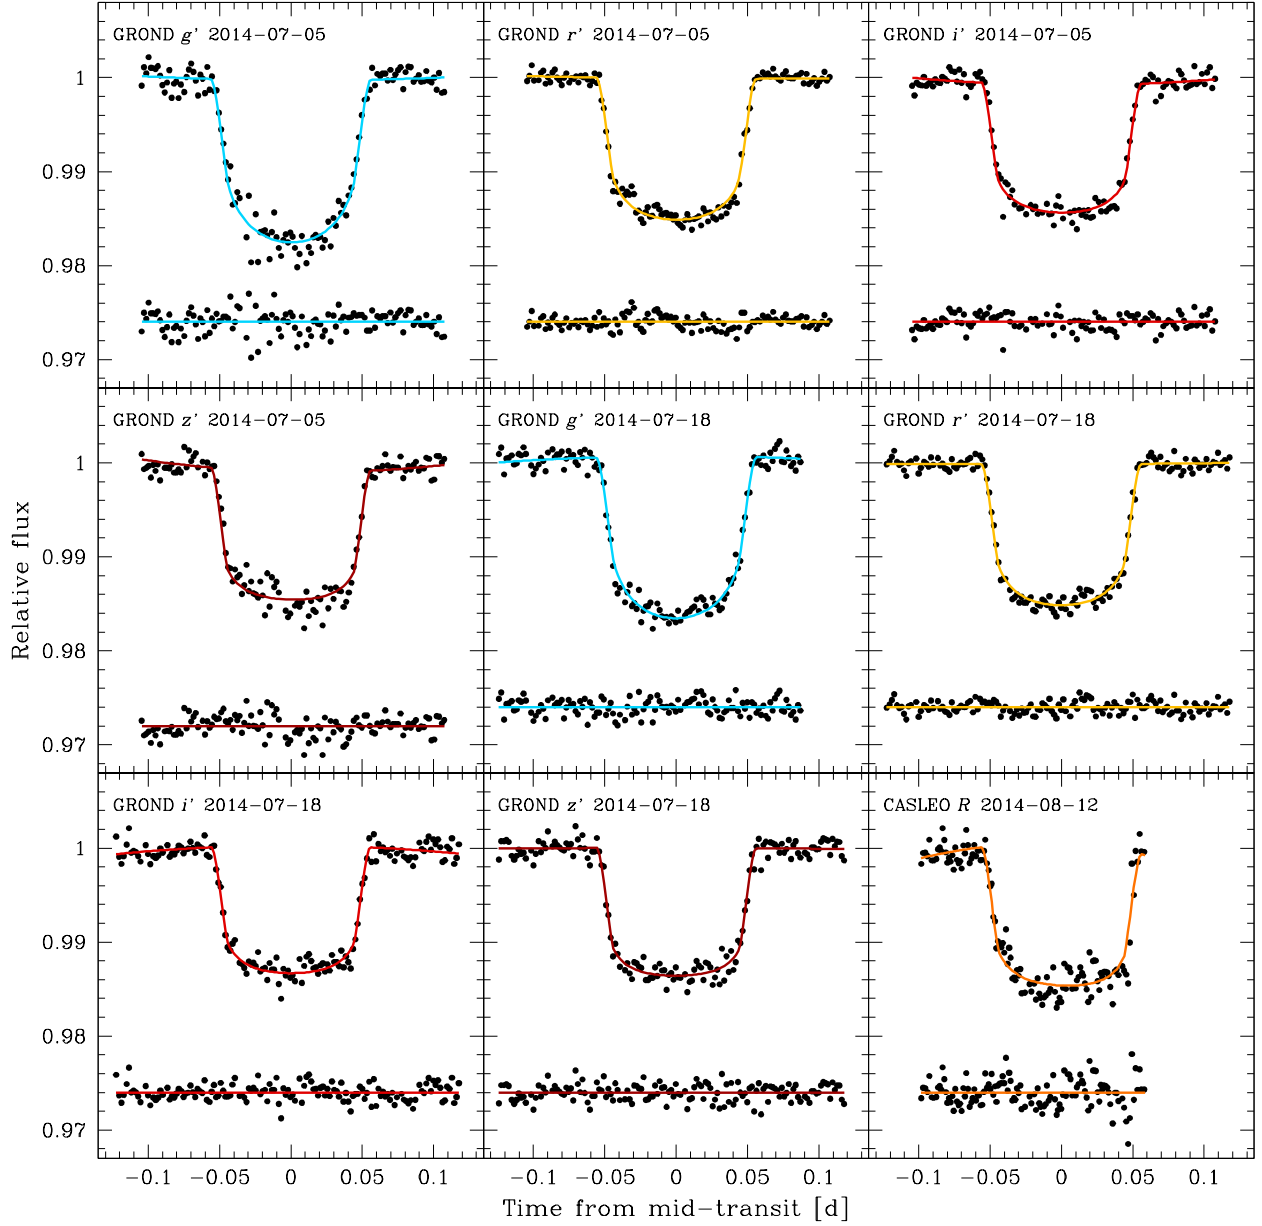 GROND g' 2014-07-05
GROND r' 2014-07-05
GROND i' 2014-07-05
1
0.99
0.98
0.97
GROND z' 2014-07-05
GROND g' 2014-07-18
GROND r' 2014-07-18
1
0.99
0.98
0.97
Relative flux
GROND i' 2014-07-18
GROND z' 2014-07-18
CASLEO R 2014-08-12
1
0.99
0.98
0.97
-0.1 -0.05 0 0.05 0.1
-0.1 -0.05 0 0.05 0.1
-0.1 -0.05 0 0.05 0.1
Time from mid-transit [d]